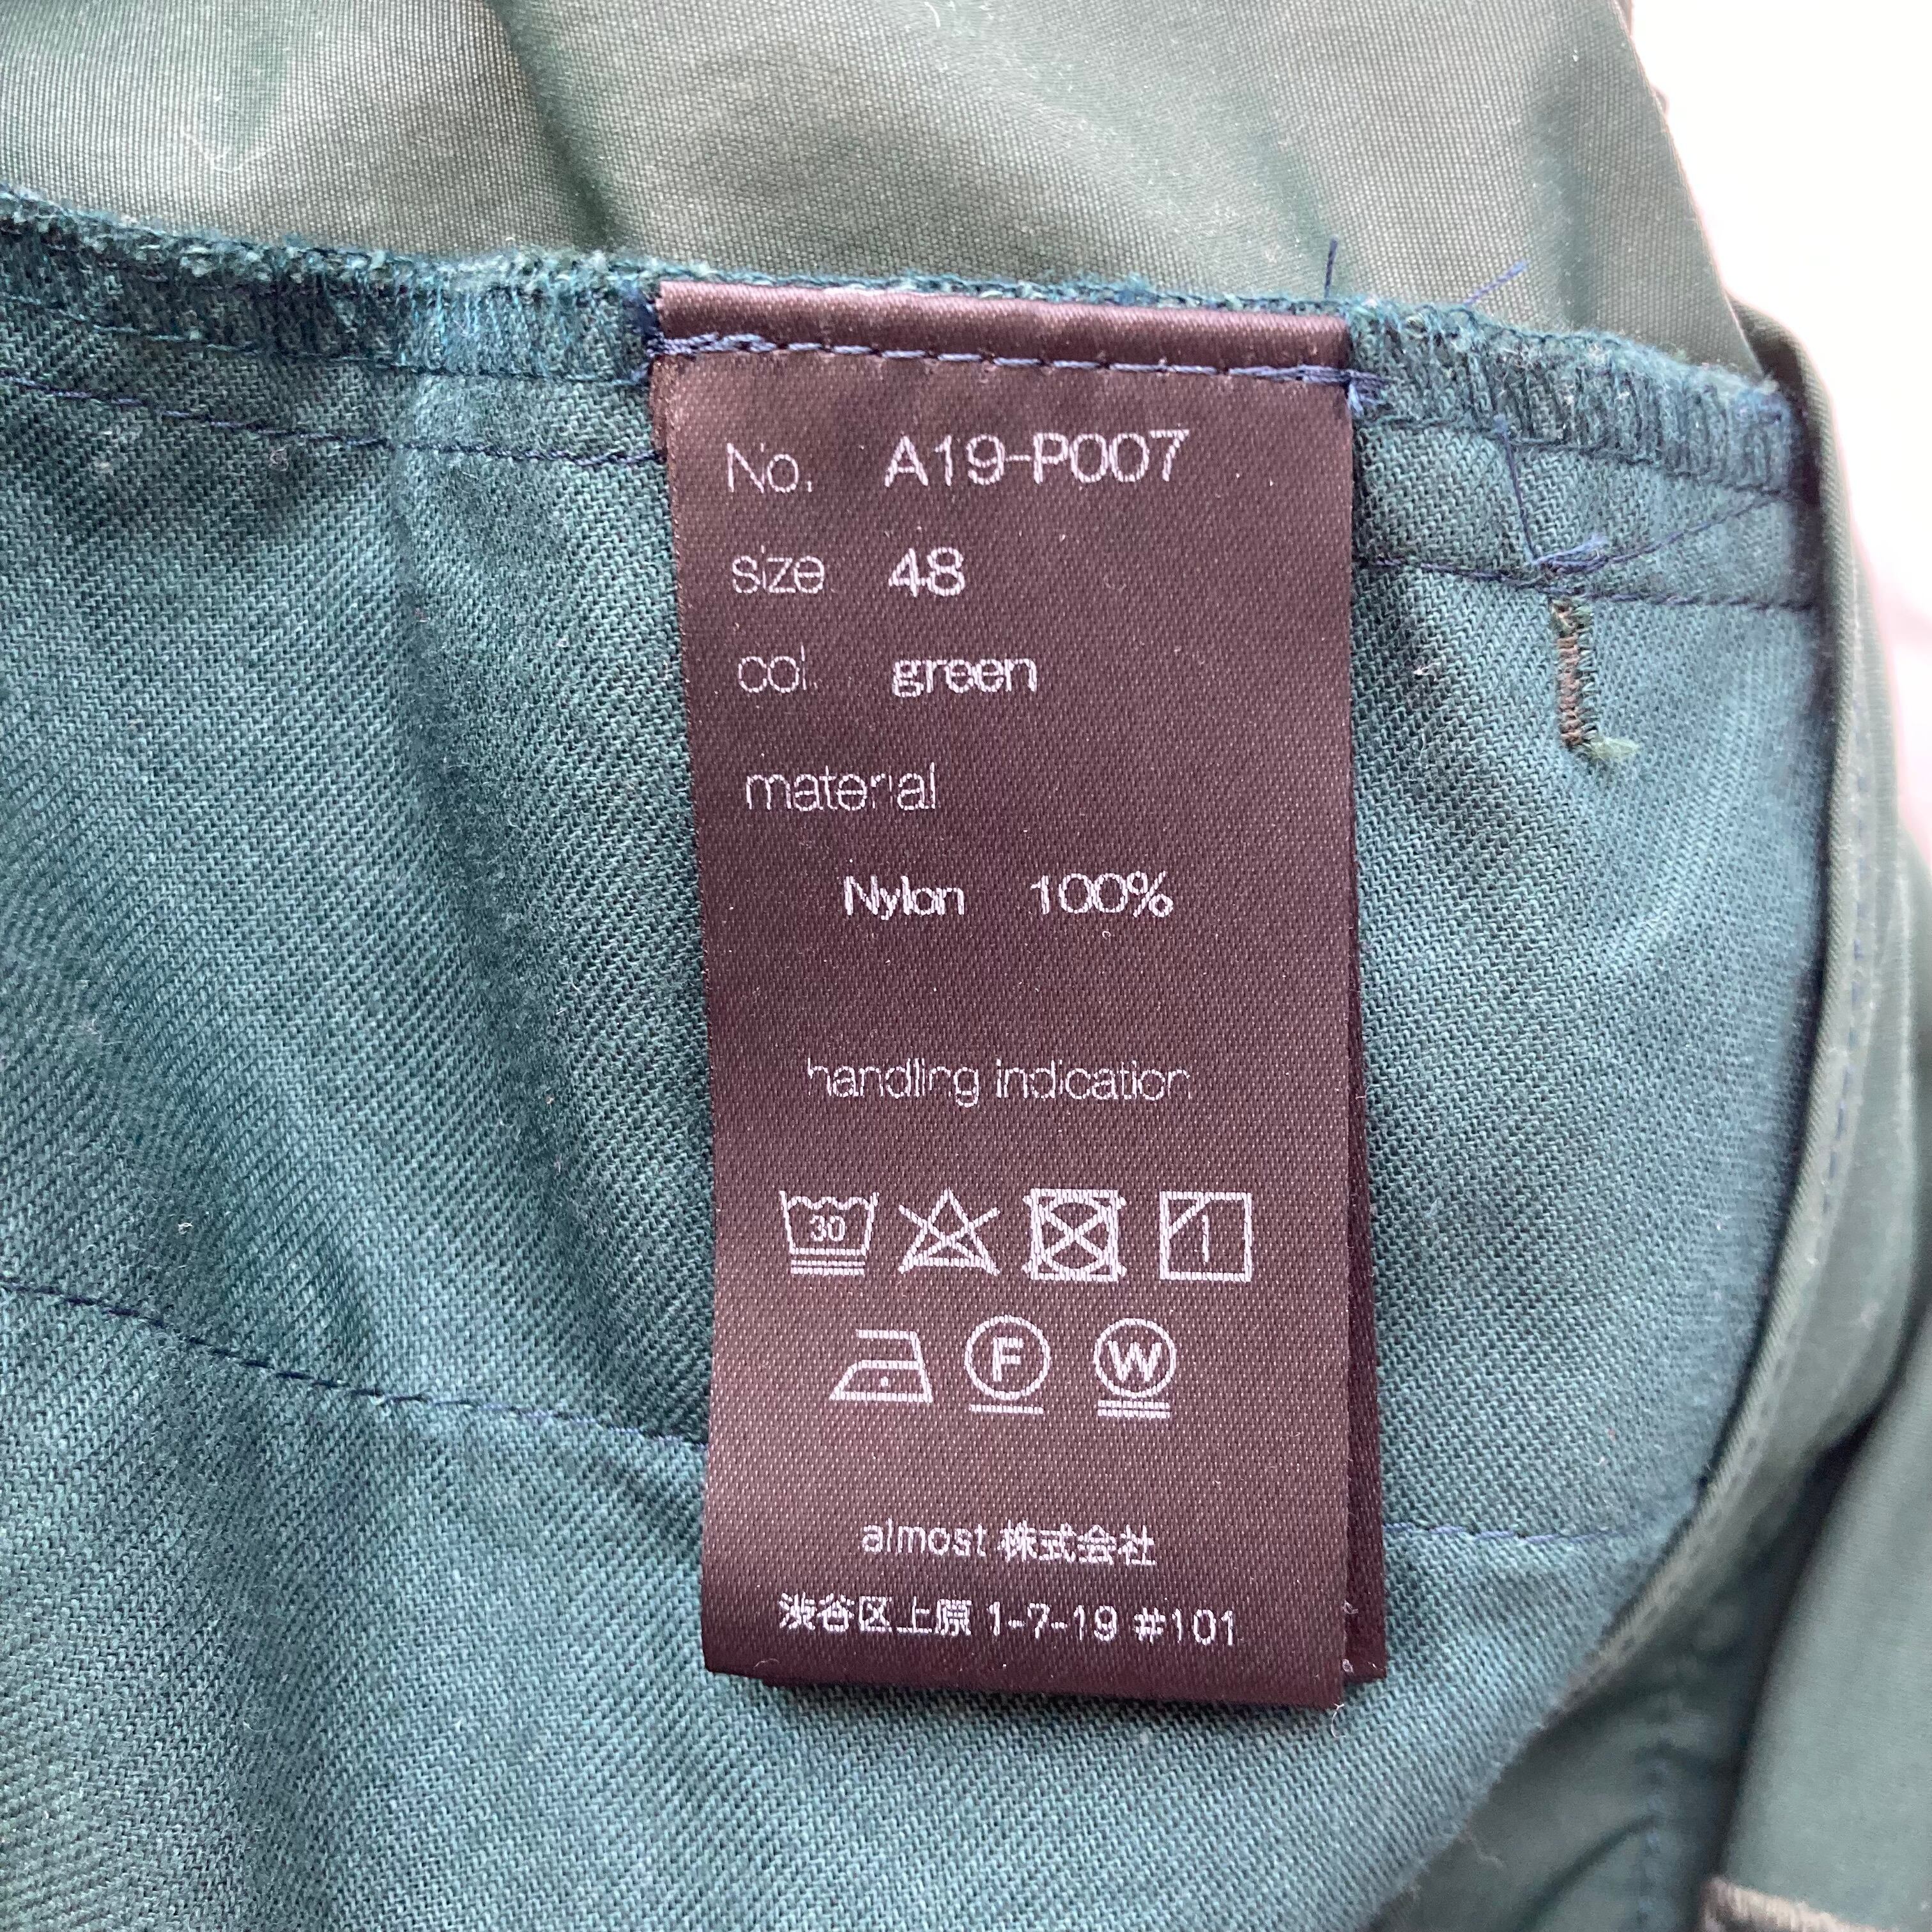 No. A19-P007
size 48
col. green
material
Nylon 100%
handling indication
30
F W
almost 株式会社
渋谷区上原 1-7-19 #101